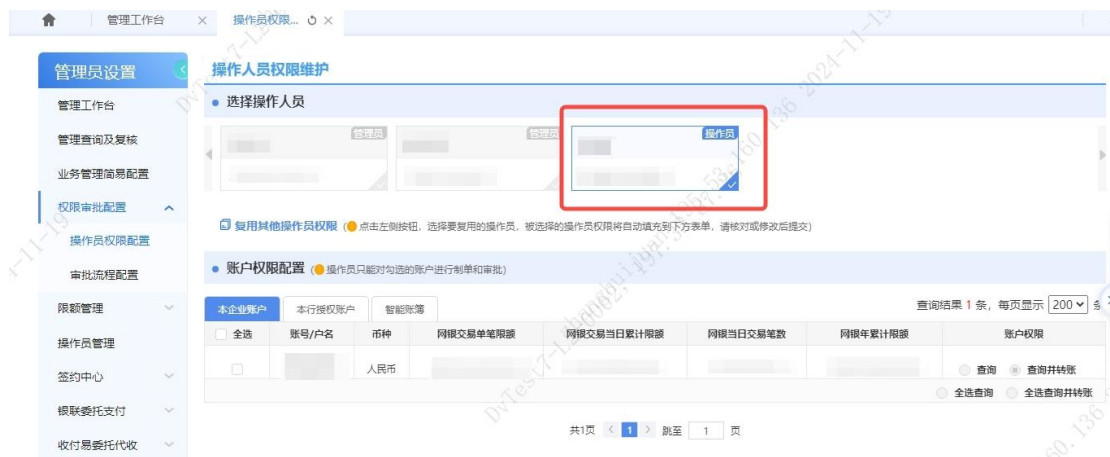 管理工作台 × 操作员权限... ×
管理员设置
管理工作台
管理查询及复核
业务管理简易配置
权限审批配置
操作员权限配置
审批流程配置
限额管理
操作员管理
签约中心
银联委托支付
收付易委托代收
操作人员权限维护
选择操作人员
管理员 管理员 操作员
复用其他操作员权限 (点击左侧按钮，选择要复用的操作员，被选择的操作员权限将自动填充到下方表单，请核对或修改后提交)
账户权限配置 (操作员只能对勾选的账户进行制单和审批)
本企业账户 本行授权账户 智能账簿 查询结果 1 条，每页显示 200
全选 账号/户名 币种 网银交易单笔限额 网银交易当日累计限额 网银当日交易笔数 网银年累计限额 账户权限
人民币 查询 查询并转账
全选查询 全选查询并转账
共1页 < 1 > 跳至 1 页